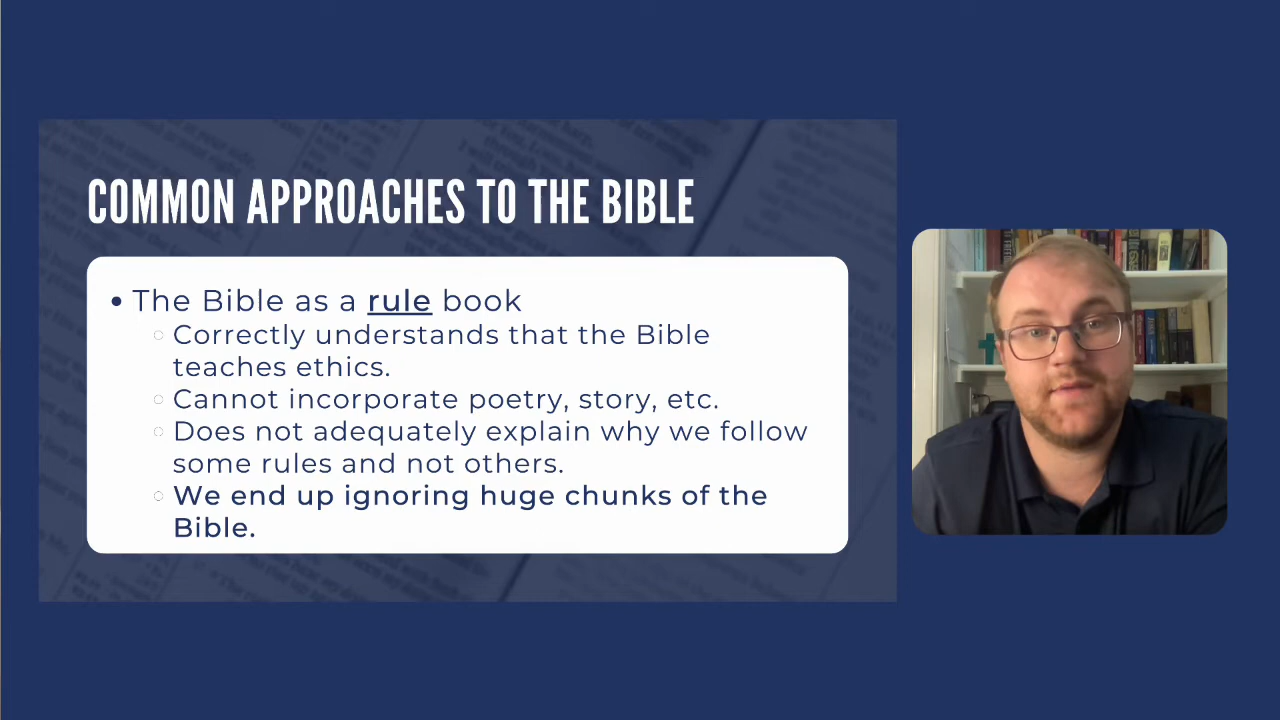 COMMON APPROACHES TO THE BIBLE
• The Bible as a rule book
○ Correctly understands that the Bible
teaches ethics.
○ Cannot incorporate poetry, story, etc.
○ Does not adequately explain why we follow
some rules and not others.
○ We end up ignoring huge chunks of the
Bible.